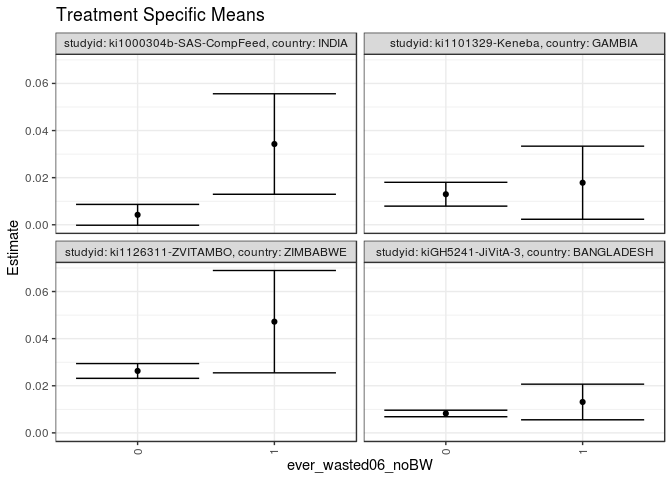 Treatment Specific Means
studyid: ki1000304b-SAS-CompFeed, country: INDIA
studyid: ki1101329-Keneba, country: GAMBIA
0.06
0.04
0.02
0.00
studyid: ki1126311-ZVITAMBO, country: ZIMBABWE
studyid: kiGH5241-JiVitA-3, country: BANGLADESH
0.06
0.04
0.02
0.00
Estimate
0
1
0
1
ever_wasted06_noBW